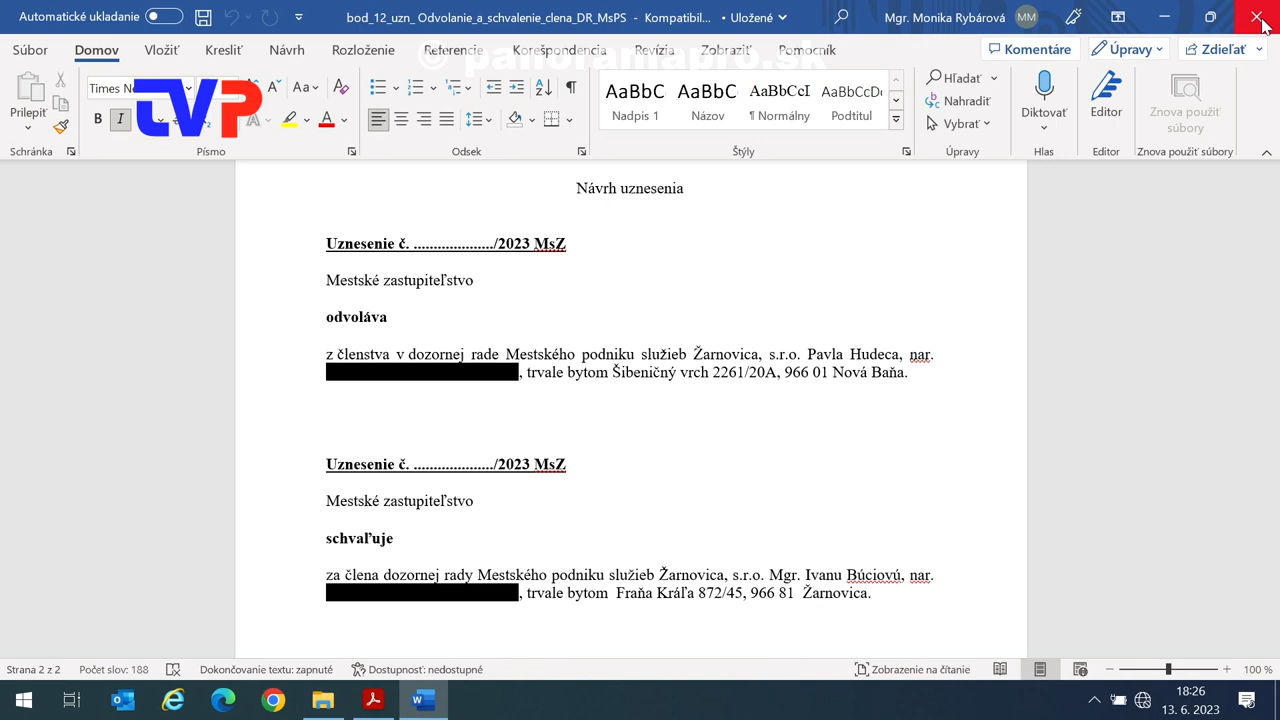 Automatické ukladanie
bod_12_uzn_ Odvolanie_a_schvalenie_clena_DR_MsPS - Kompatibil... • Uložené
Mgr. Monika Rybárová
MM
Súbor Domov Vložiť Kresliť Návrh Rozloženie Referencie Korešpondencia Revízia Zobraziť Pomocník
Komentáre Úpravy Zdieľať
© panoramapro.sk
TVP
Prilepiť
Times Ne
AaBbC AaBbC AaBbCcI AaBbCcDı
Nadpis 1 Názov ¶ Normálny Podtitul
Hľadať
Nahradiť
Vybrať
Diktovať
Editor
Znova použiť
súbory
Schránka Písmo Odsek Štýly Úpravy Hlas Editor Znova použiť súbory
Návrh uznesenia
Uznesenie č. ..................../2023 MsZ
Mestské zastupiteľstvo
odvoláva
z členstva v dozornej rade Mestského podniku služieb Žarnovica, s.r.o. Pavla Hudeca, nar.
, trvale bytom Šibeničný vrch 2261/20A, 966 01 Nová Baňa.
Uznesenie č. ..................../2023 MsZ
Mestské zastupiteľstvo
schvaľuje
za člena dozornej rady Mestského podniku služieb Žarnovica, s.r.o. Mgr. Ivanu Búciovú, nar.
, trvale bytom Fraňa Kráľa 872/45, 966 81 Žarnovica.
Strana 2 z 2 Počet slov: 188 Dokončovanie textu: zapnuté Dostupnosť: nedostupné Zobrazenie na čítanie 100 %
18:26
13. 6. 2023